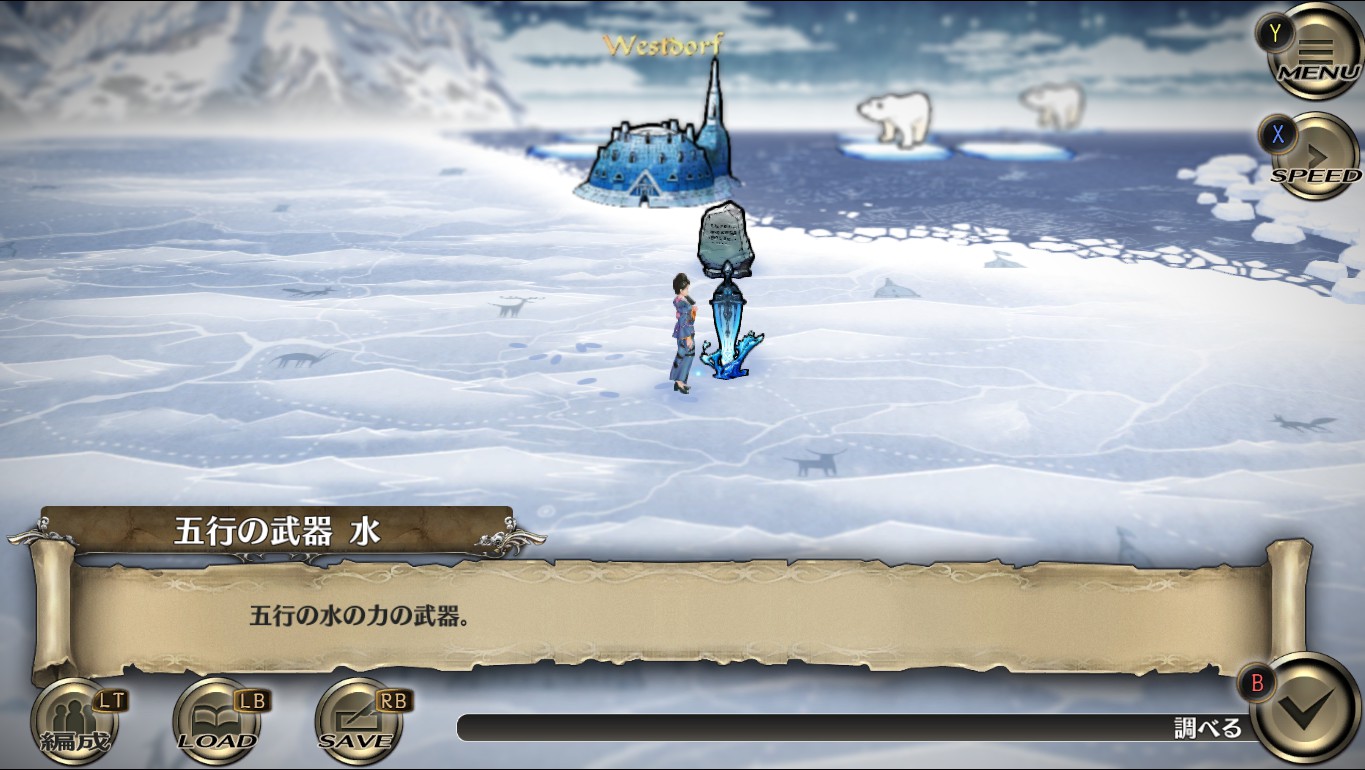 Westdorf
Y
MENU
X
SPEED
五行の武器 水
五行の水の力の武器。
LT
編成
LB
LOAD
RB
SAVE
調べる
B